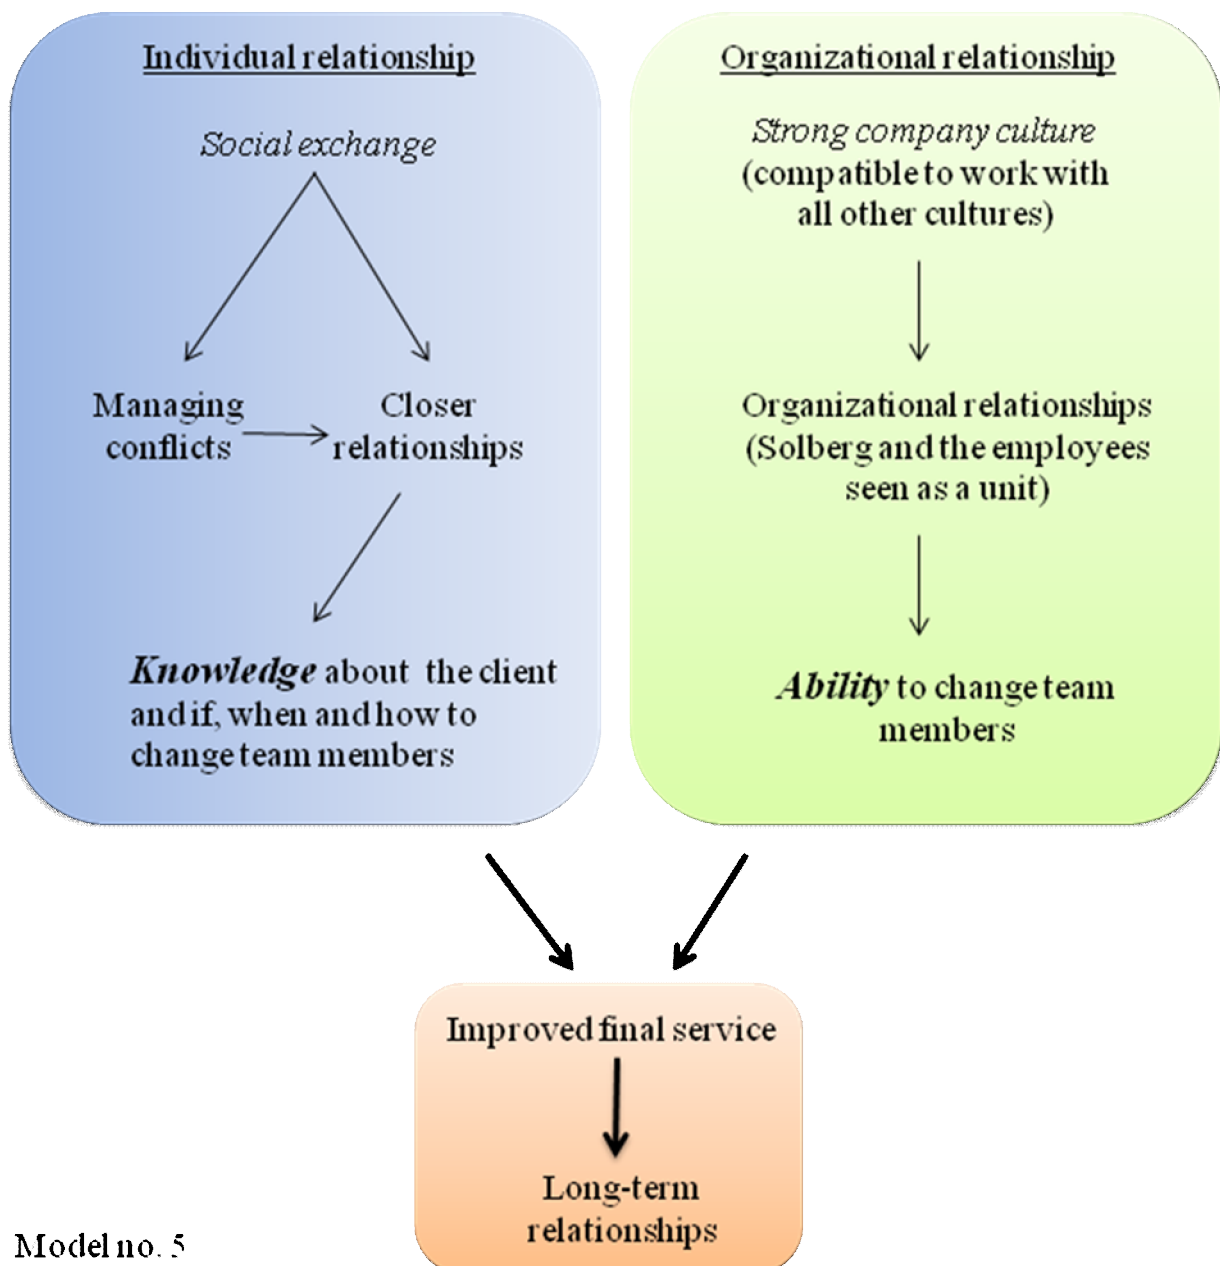 Individual relationship
Social exchange
Managing
conflicts
Closer
relationships
Knowledge about the client
and if, when and how to
change team members
Organizational relationship
Strong company culture
(compatible to work with
all other cultures)
Organizational relationships
(Solberg and the employees
seen as a unit)
Ability to change team
members
Improved final service
Long-term
relationships
Model no. 5